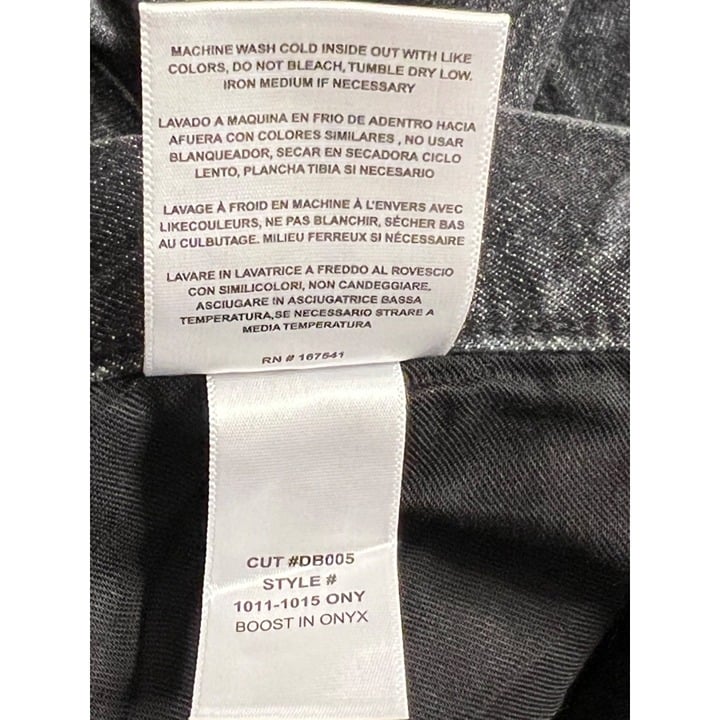 MACHINE WASH COLD INSIDE OUT WITH LIKE
COLORS, DO NOT BLEACH, TUMBLE DRY LOW.
IRON MEDIUM IF NECESSARY
LAVADO A MAQUINA EN FRIO DE ADENTRO HACIA
AFUERA CON COLORES SIMILARES , NO USAR
BLANQUEADOR, SECAR EN SECADORA CICLO
LENTO, PLANCHA TIBIA SI NECESARIO
LAVAGE À FROID EN MACHINE À L'ENVERS AVEC
LIKECOULEURS, NE PAS BLANCHIR, SÉCHER BAS
AU CULBUTAGE. MILIEU FERREUX SI NÉCESSAIRE
LAVARE IN LAVATRICE A FREDDO AL ROVESCIO
CON SIMILICOLORI, NON CANDEGGIARE,
ASCIUGARE IN ASCIUGATRICE BASSA
TEMPERATURA,SE NECESSARIO STRARE A
MEDIA TEMPERATURA
RN # 167641
CUT #DB005
STYLE #
1011-1015 ONY
BOOST IN ONYX